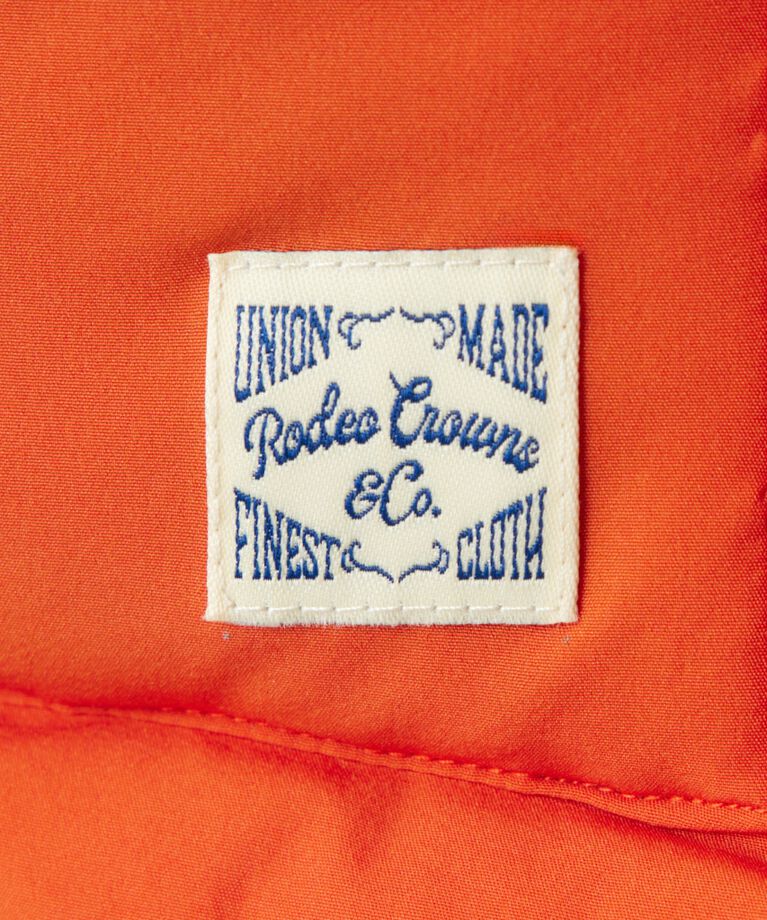 UNION MADE
Rodeo Crowns
&Co.
FINEST CLOTH